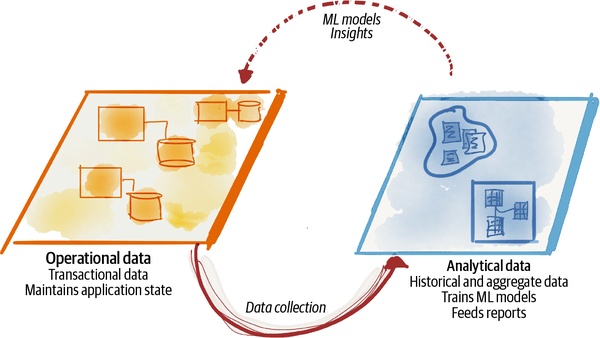 ML models
Insights
Operational data
Transactional data
Maintains application state
Data collection
Analytical data
Historical and aggregate data
Trains ML models
Feeds reports